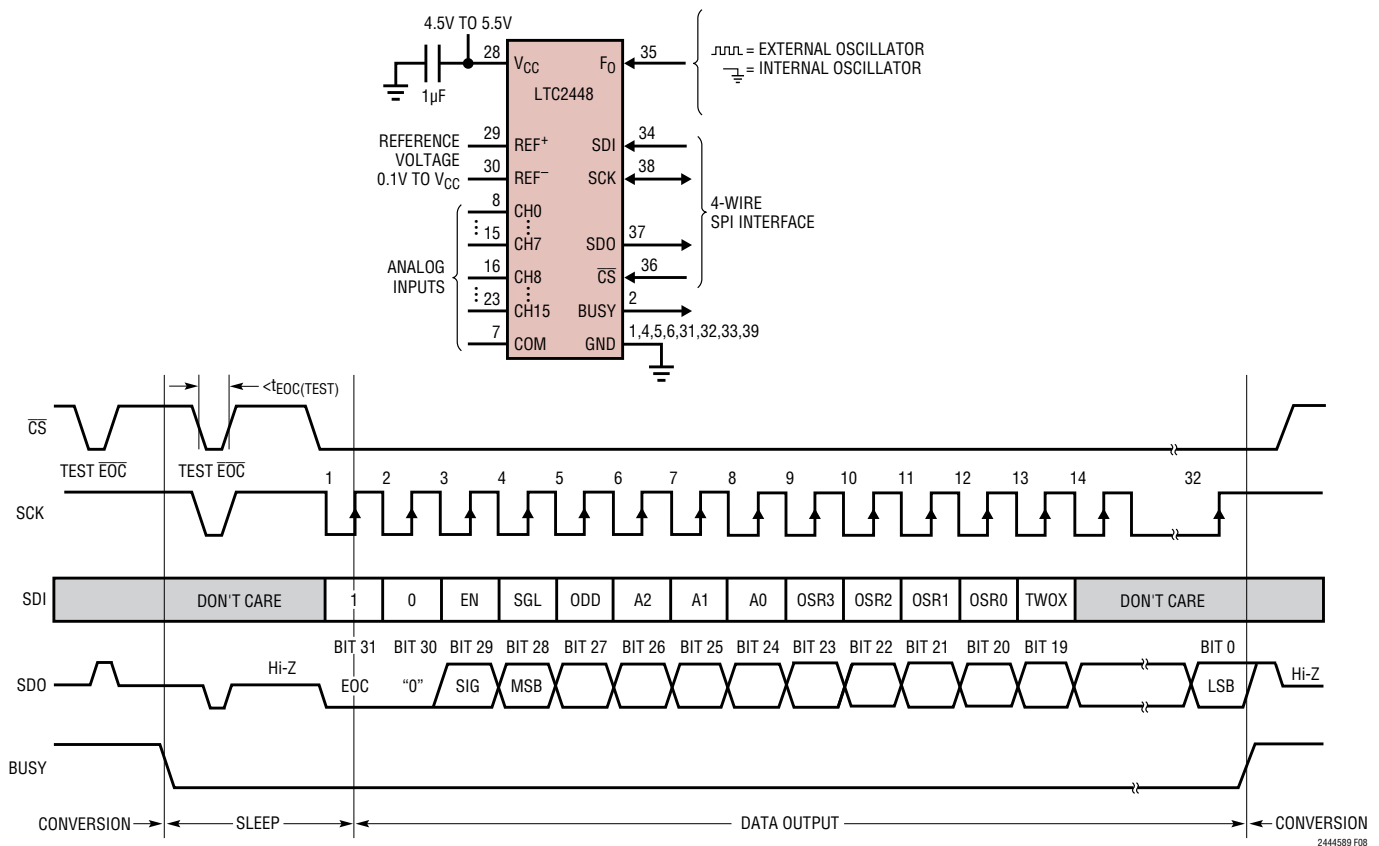 4.5V TO 5.5V
1µF
28
VCC
FO
35
LTC2448
= EXTERNAL OSCILLATOR
= INTERNAL OSCILLATOR
REFERENCE
VOLTAGE
0.1V TO VCC
29
REF+
30
REF−
SDI
34
SCK
38
4-WIRE
SPI INTERFACE
ANALOG
INPUTS
8
CH0
15
CH7
16
CH8
23
CH15
7
COM
SDO
37
CS
36
BUSY
2
GND
1,4,5,6,31,32,33,39
<tEOC(TEST)
CS
TEST EOC
TEST EOC
SCK
1 2 3 4 5 6 7 8 9 10 11 12 13 14 32
SDI
DON'T CARE 1 0 EN SGL ODD A2 A1 A0 OSR3 OSR2 OSR1 OSR0 TWOX DON'T CARE
BIT 31 BIT 30 BIT 29 BIT 28 BIT 27 BIT 26 BIT 25 BIT 24 BIT 23 BIT 22 BIT 21 BIT 20 BIT 19 BIT 0
SDO
Hi-Z
EOC “0” SIG MSB LSB
Hi-Z
BUSY
CONVERSION SLEEP DATA OUTPUT CONVERSION
2444589 F08